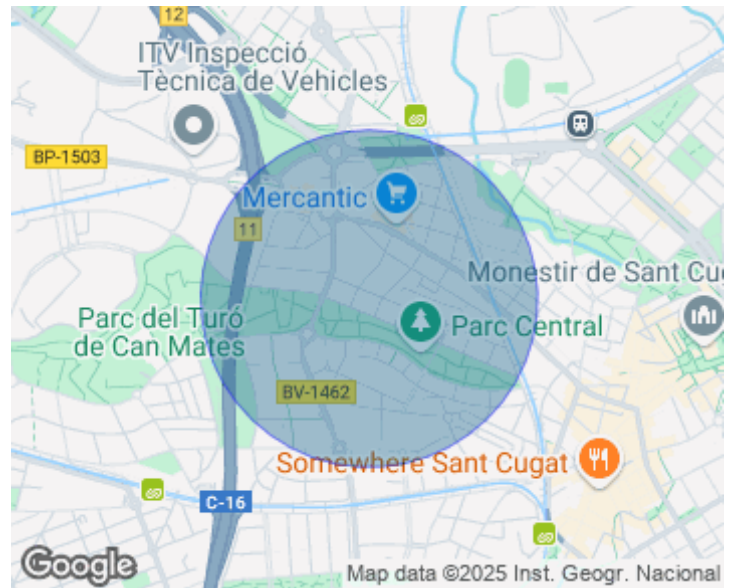 12
ITV Inspecció
Tècnica de Vehicles
BP-1503
Mercantic
11
Monestir de Sant Cug
Parc del Turó
de Can Mates
Parc Central
BV-1462
Somewhere Sant Cugat
C-16
Google
Map data ©2025 Inst. Geogr. Nacional